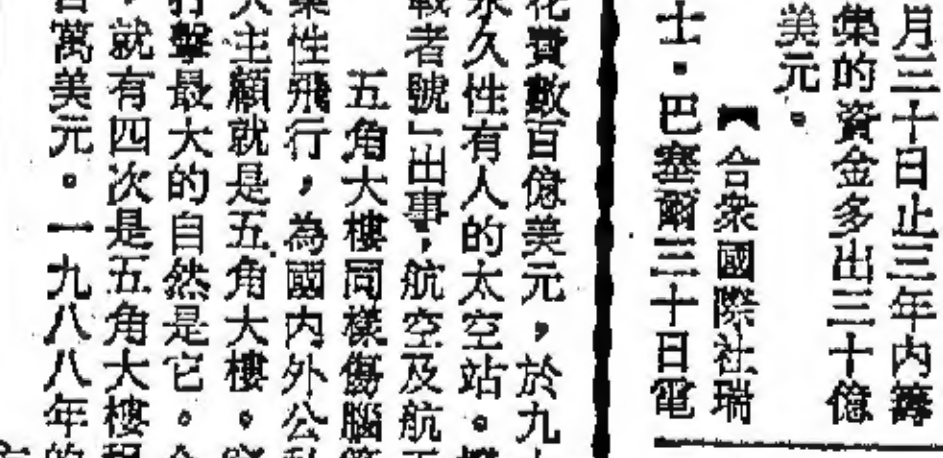 月三十日止三年内籌
集的資金多出三十億
美元。
【合衆國際社瑞
士·巴塞爾三十日電
花費數百億美元,於九
永久性有人的太空站。
戰者號」出事,航空及航
五角大樓同樣傷腦
業性飛行,為國内外公私
大主顧就是五角大樓。
打擊最大的自然是它。
,就有四次是五角大樓
百萬美元。一九八八年的